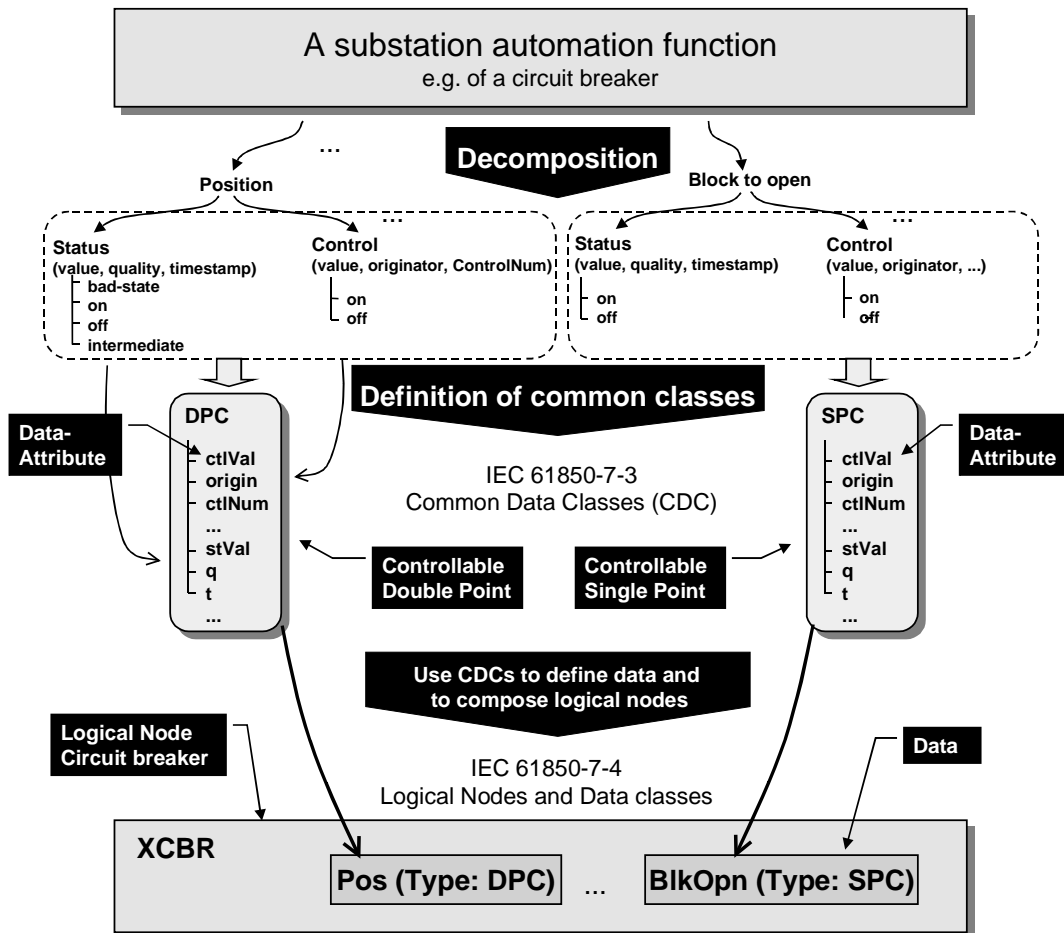 A substation automation function
e.g. of a circuit breaker
...
Decomposition
Position
Block to open
...
...
Status
(value, quality, timestamp)
bad-state
on
off
intermediate
Control
(value, originator, ControlNum)
on
off
Status
(value, quality, timestamp)
on
off
Control
(value, originator, ...)
on
off
Definition of common classes
Data-
Attribute
DPC
ctlVal
origin
ctlNum
...
stVal
q
t
...
IEC 61850-7-3
Common Data Classes (CDC)
SPC
ctlVal
origin
ctlNum
...
stVal
q
t
...
Data-
Attribute
Controllable
Double Point
Controllable
Single Point
Use CDCs to define data and
to compose logical nodes
Logical Node
Circuit breaker
IEC 61850-7-4
Logical Nodes and Data classes
Data
XCBR
Pos (Type: DPC)
...
BlkOpn (Type: SPC)